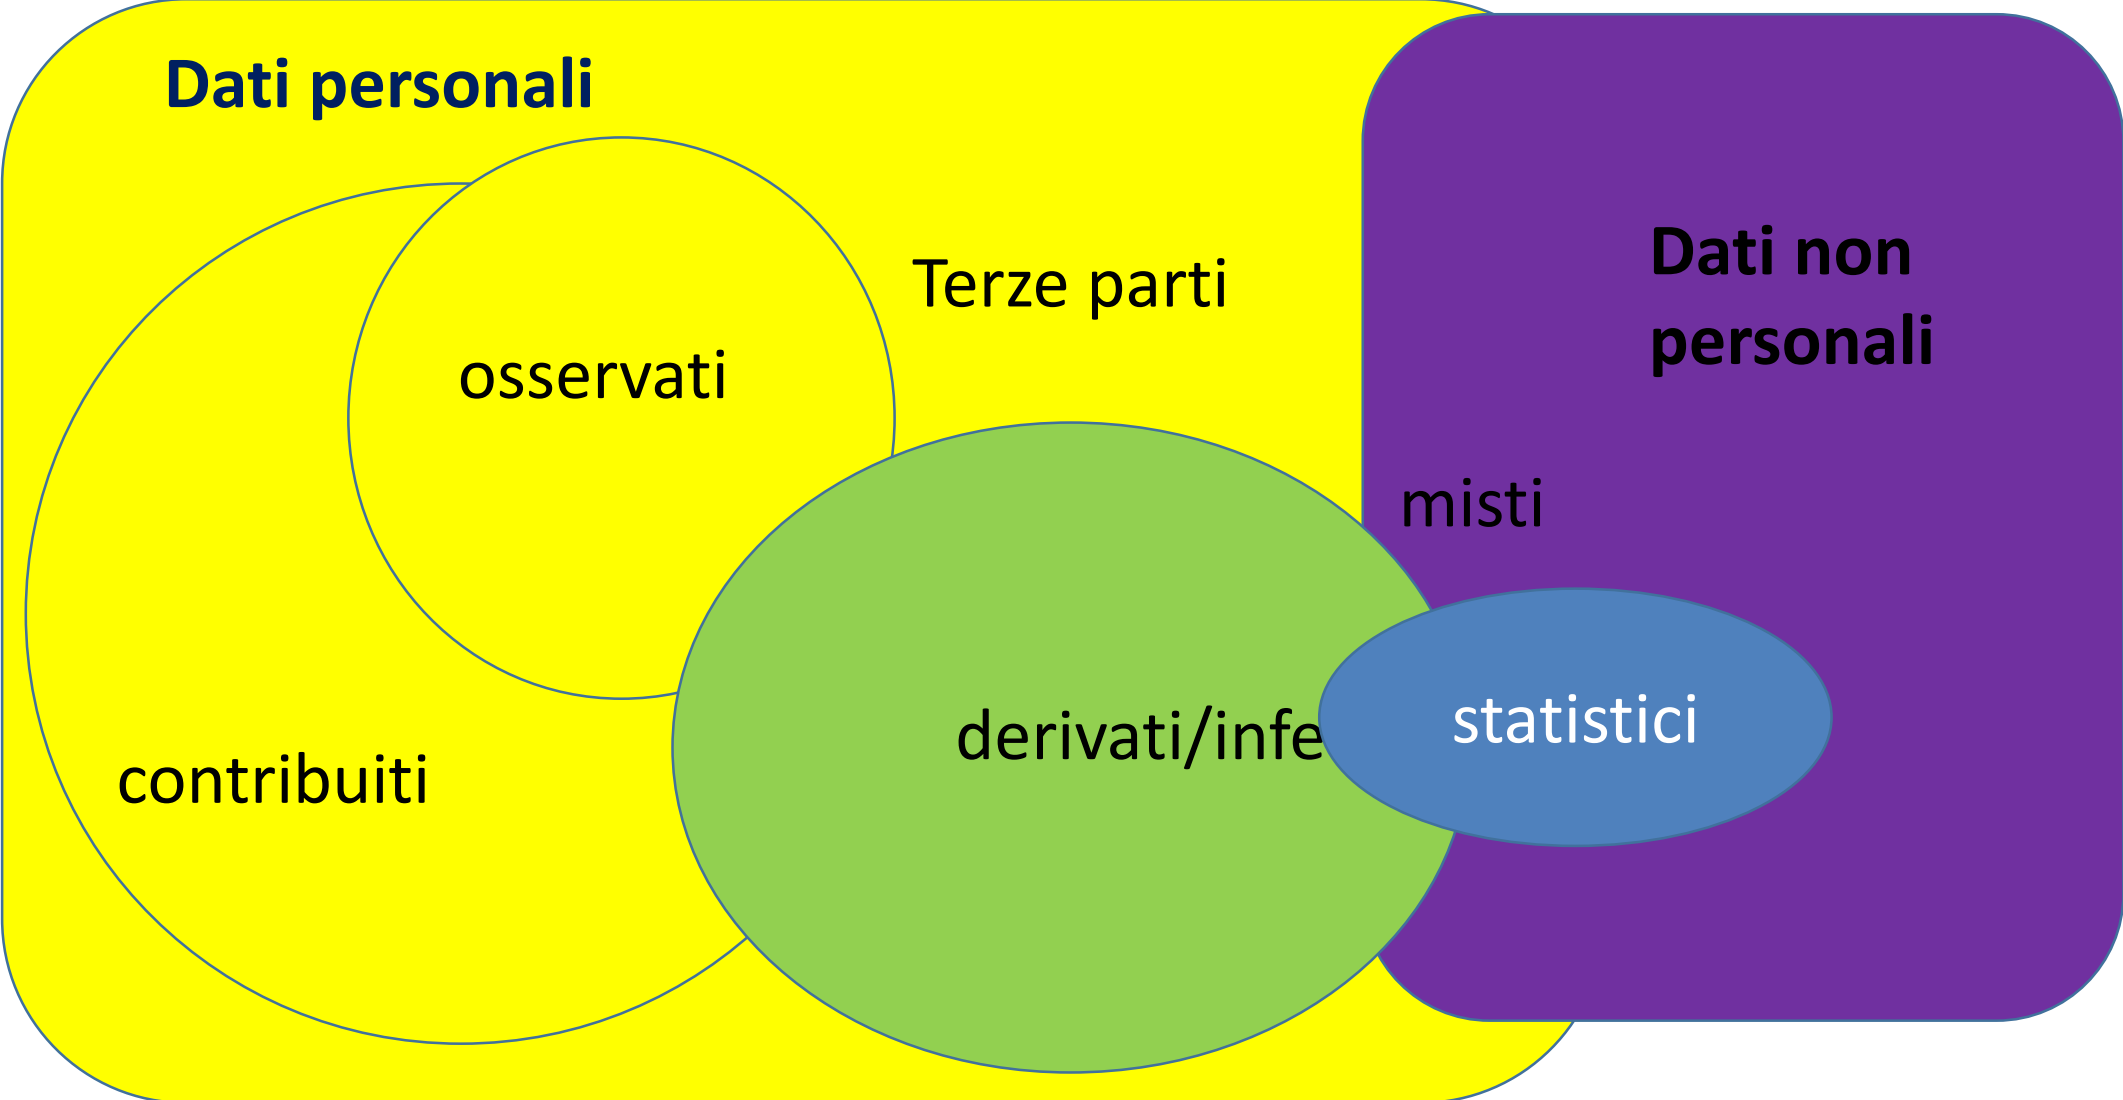 Dati personali
Terze parti
osservati
Dati non
personali
misti
derivati/infe
statistici
contribuiti